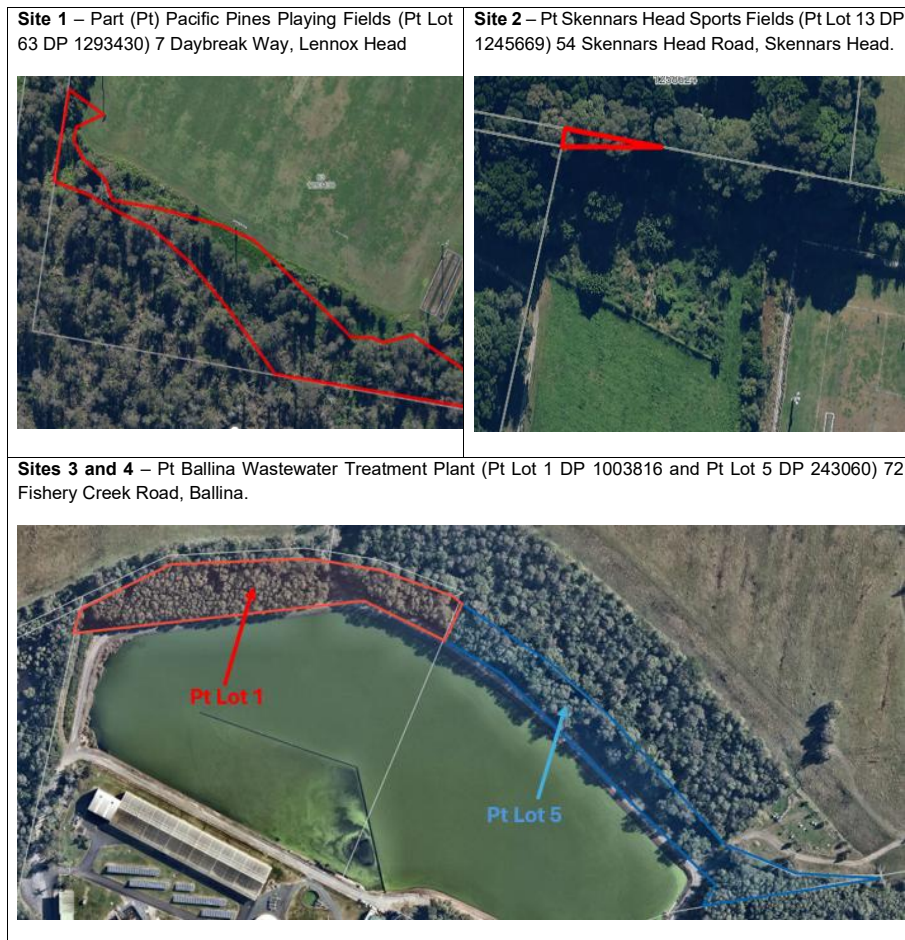 Site 1 – Part (Pt) Pacific Pines Playing Fields (Pt Lot
63 DP 1293430) 7 Daybreak Way, Lennox Head
Site 2 – Pt Skennars Head Sports Fields (Pt Lot 13 DP
1245669) 54 Skennars Head Road, Skennars Head.
Sites 3 and 4 – Pt Ballina Wastewater Treatment Plant (Pt Lot 1 DP 1003816 and Pt Lot 5 DP 243060) 72
Fishery Creek Road, Ballina.
Pt Lot 1
Pt Lot 5